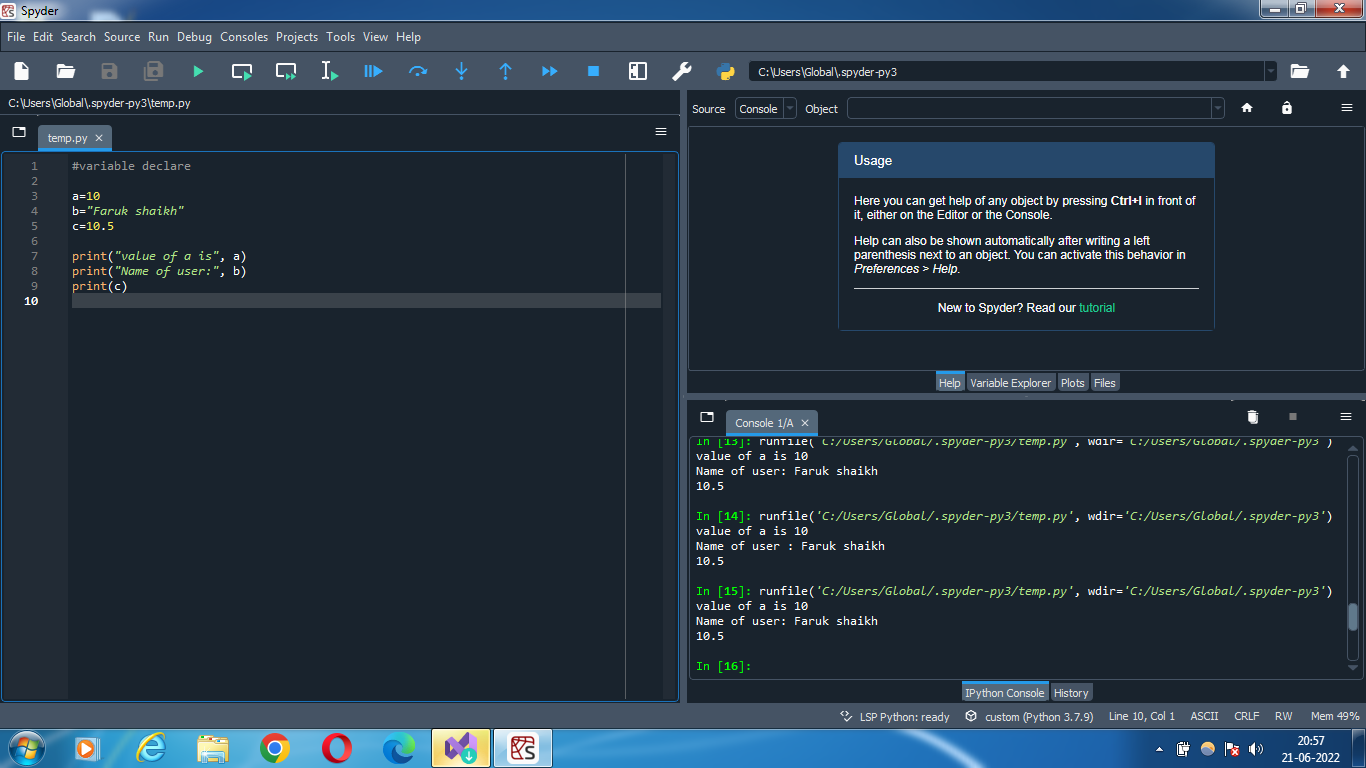 Spyder
File Edit Search Source Run Debug Consoles Projects Tools View Help
C:\Users\Global\.spyder-py3
C:\Users\Global\.spyder-py3\temp.py
temp.py
1 #variable declare
2
3 a=10
4 b="Faruk shaikh"
5 c=10.5
6
7 print("value of a is", a)
8 print("Name of user:", b)
9 print(c)
10
Source Console Object
Usage
Here you can get help of any object by pressing Ctrl+I in front of
it, either on the Editor or the Console.
Help can also be shown automatically after writing a left
parenthesis next to an object. You can activate this behavior in
Preferences > Help.
New to Spyder? Read our tutorial
Help Variable Explorer Plots Files
Console 1/A
In [13]: runfile('C:/Users/Global/.spyder-py3/temp.py', wdir='C:/Users/Global/.spyder-py3')
value of a is 10
Name of user: Faruk shaikh
10.5
In [14]: runfile('C:/Users/Global/.spyder-py3/temp.py', wdir='C:/Users/Global/.spyder-py3')
value of a is 10
Name of user : Faruk shaikh
10.5
In [15]: runfile('C:/Users/Global/.spyder-py3/temp.py', wdir='C:/Users/Global/.spyder-py3')
value of a is 10
Name of user: Faruk shaikh
10.5
In [16]:
IPython Console History
LSP Python: ready custom (Python 3.7.9) Line 10, Col 1 ASCII CRLF RW Mem 49%
20:57
21-06-2022